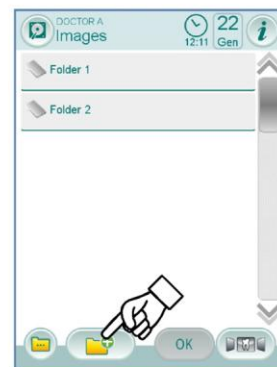 DOCTOR A
Images
12:11
22
Gen
i
Folder 1
Folder 2
OK